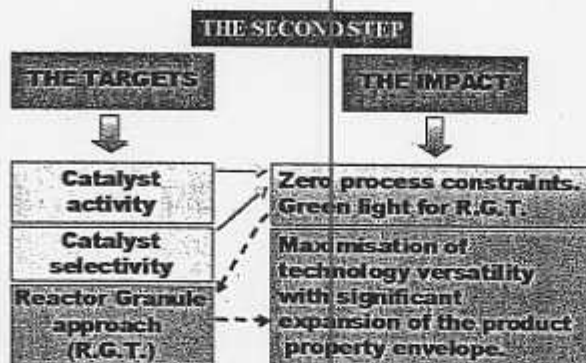 THE SECOND STEP
THE TARGETS
THE IMPACT
Catalyst
activity
Catalyst
selectivity
Reactor Granule
approach
(R.G.T.)
Zero process constraints.
Green light for R.G.T.
Maximisation of
technology versatility
with significant
expansion of the product
property envelope.